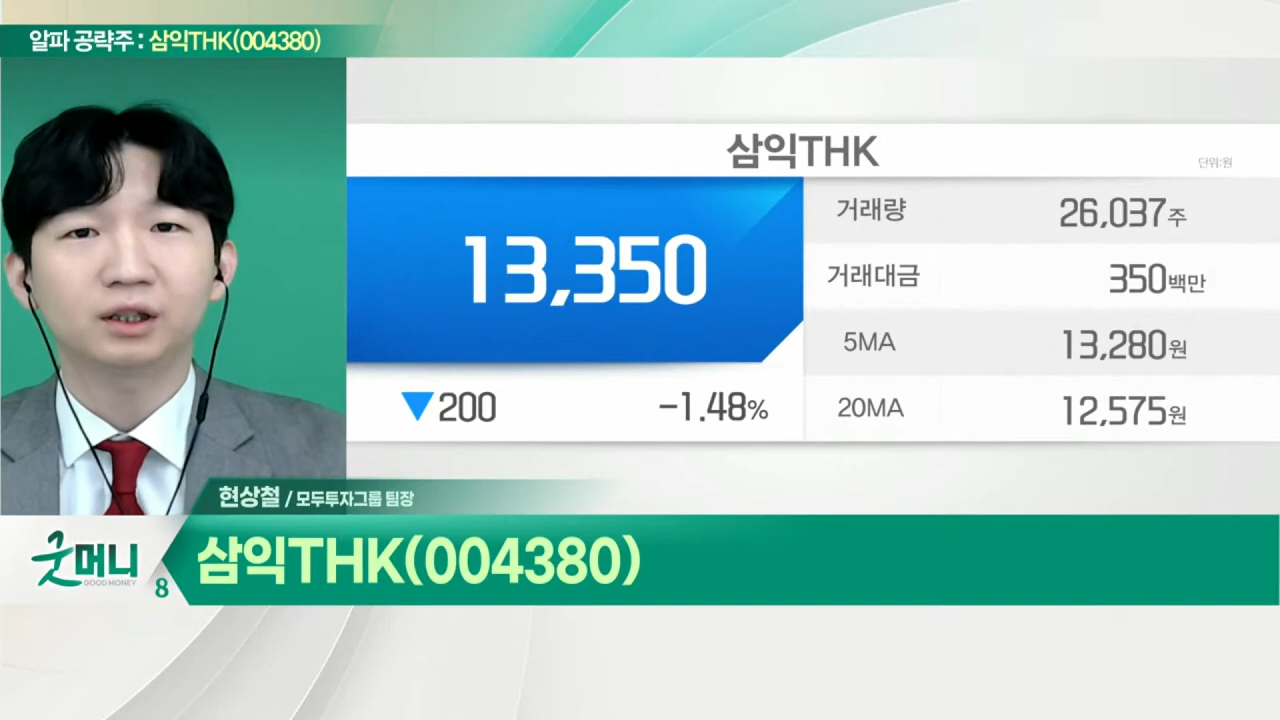 알파 공략주 : 삼익THK(004380)
삼익THK
단위:원
13,350
▼200 -1.48%
거래량 26,037주
거래대금 350백만
5MA 13,280원
20MA 12,575원
현상철 / 모두투자그룹 팀장
굿머니
GOOD MONEY
8
삼익THK(004380)